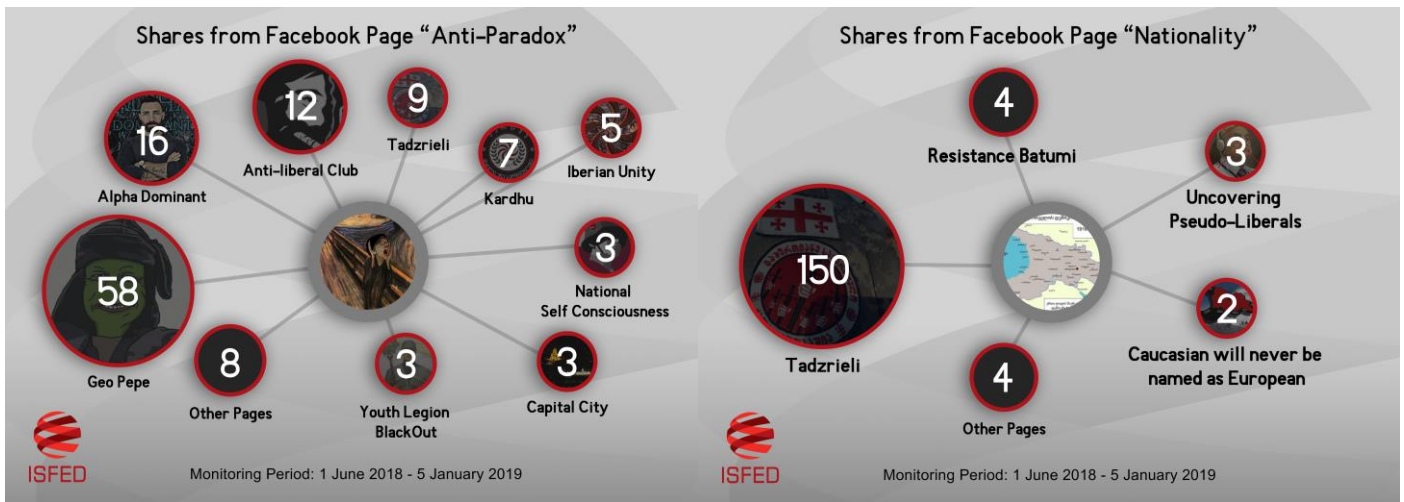 Shares from Facebook Page “Anti-Paradox”
16
Alpha Dominant
12
Anti-liberal Club
9
Tadzrieli
7
Kardhu
5
Iberian Unity
58
Geo Pepe
3
National
Self Consciousness
8
Other Pages
3
Youth Legion
BlackOut
3
Capital City
ISFED
Monitoring Period: 1 June 2018 - 5 January 2019
Shares from Facebook Page “Nationality”
4
Resistance Batumi
3
Uncovering
Pseudo-Liberals
150
Tadzrieli
2
Caucasian will never be
named as European
4
Other Pages
ISFED
Monitoring Period: 1 June 2018 - 5 January 2019